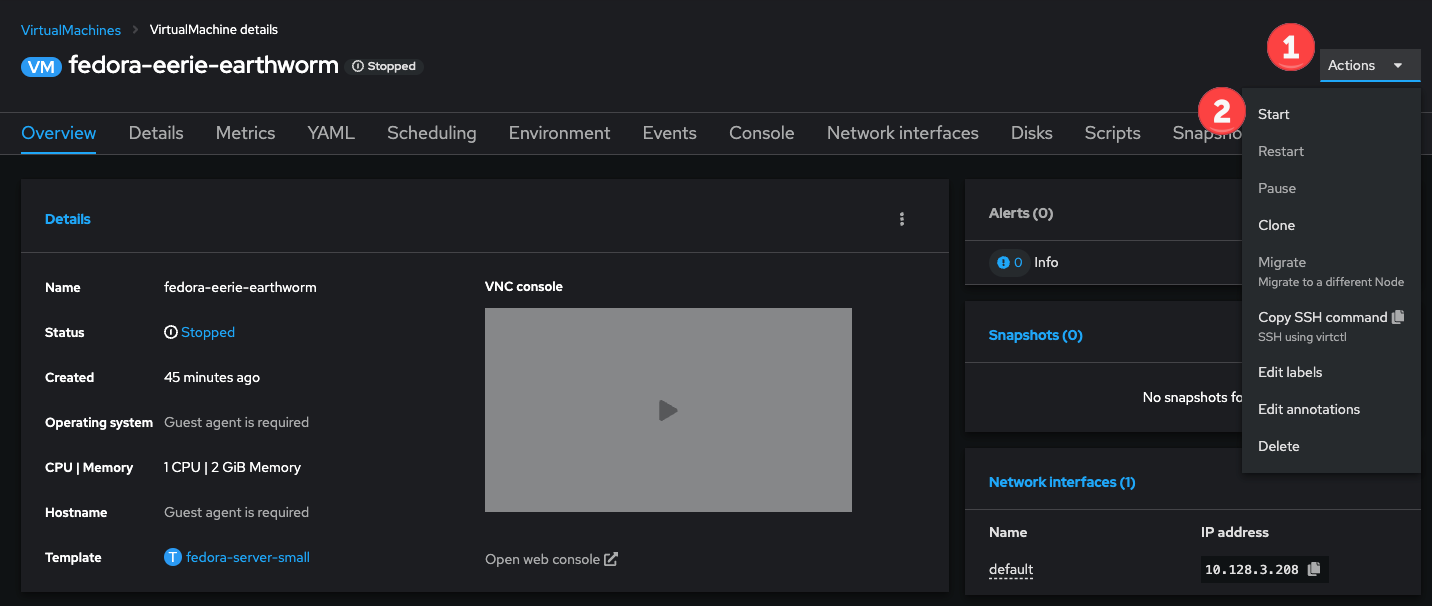 VirtualMachines > VirtualMachine details
VM fedora-eerie-earthworm Stopped
1
Actions
2
Overview Details Metrics YAML Scheduling Environment Events Console Network interfaces Disks Scripts
Start
Restart
Pause
Clone
Migrate
Migrate to a different Node
Copy SSH command
SSH using virtctl
Edit labels
Edit annotations
Delete
Details
Name fedora-eerie-earthworm
Status Stopped
Created 45 minutes ago
Operating system Guest agent is required
CPU | Memory 1 CPU | 2 GiB Memory
Hostname Guest agent is required
Template T fedora-server-small
VNC console
Open web console
Alerts (0)
0 Info
Snapshots (0)
No snapshots
Network interfaces (1)
Name IP address
default 10.128.3.208